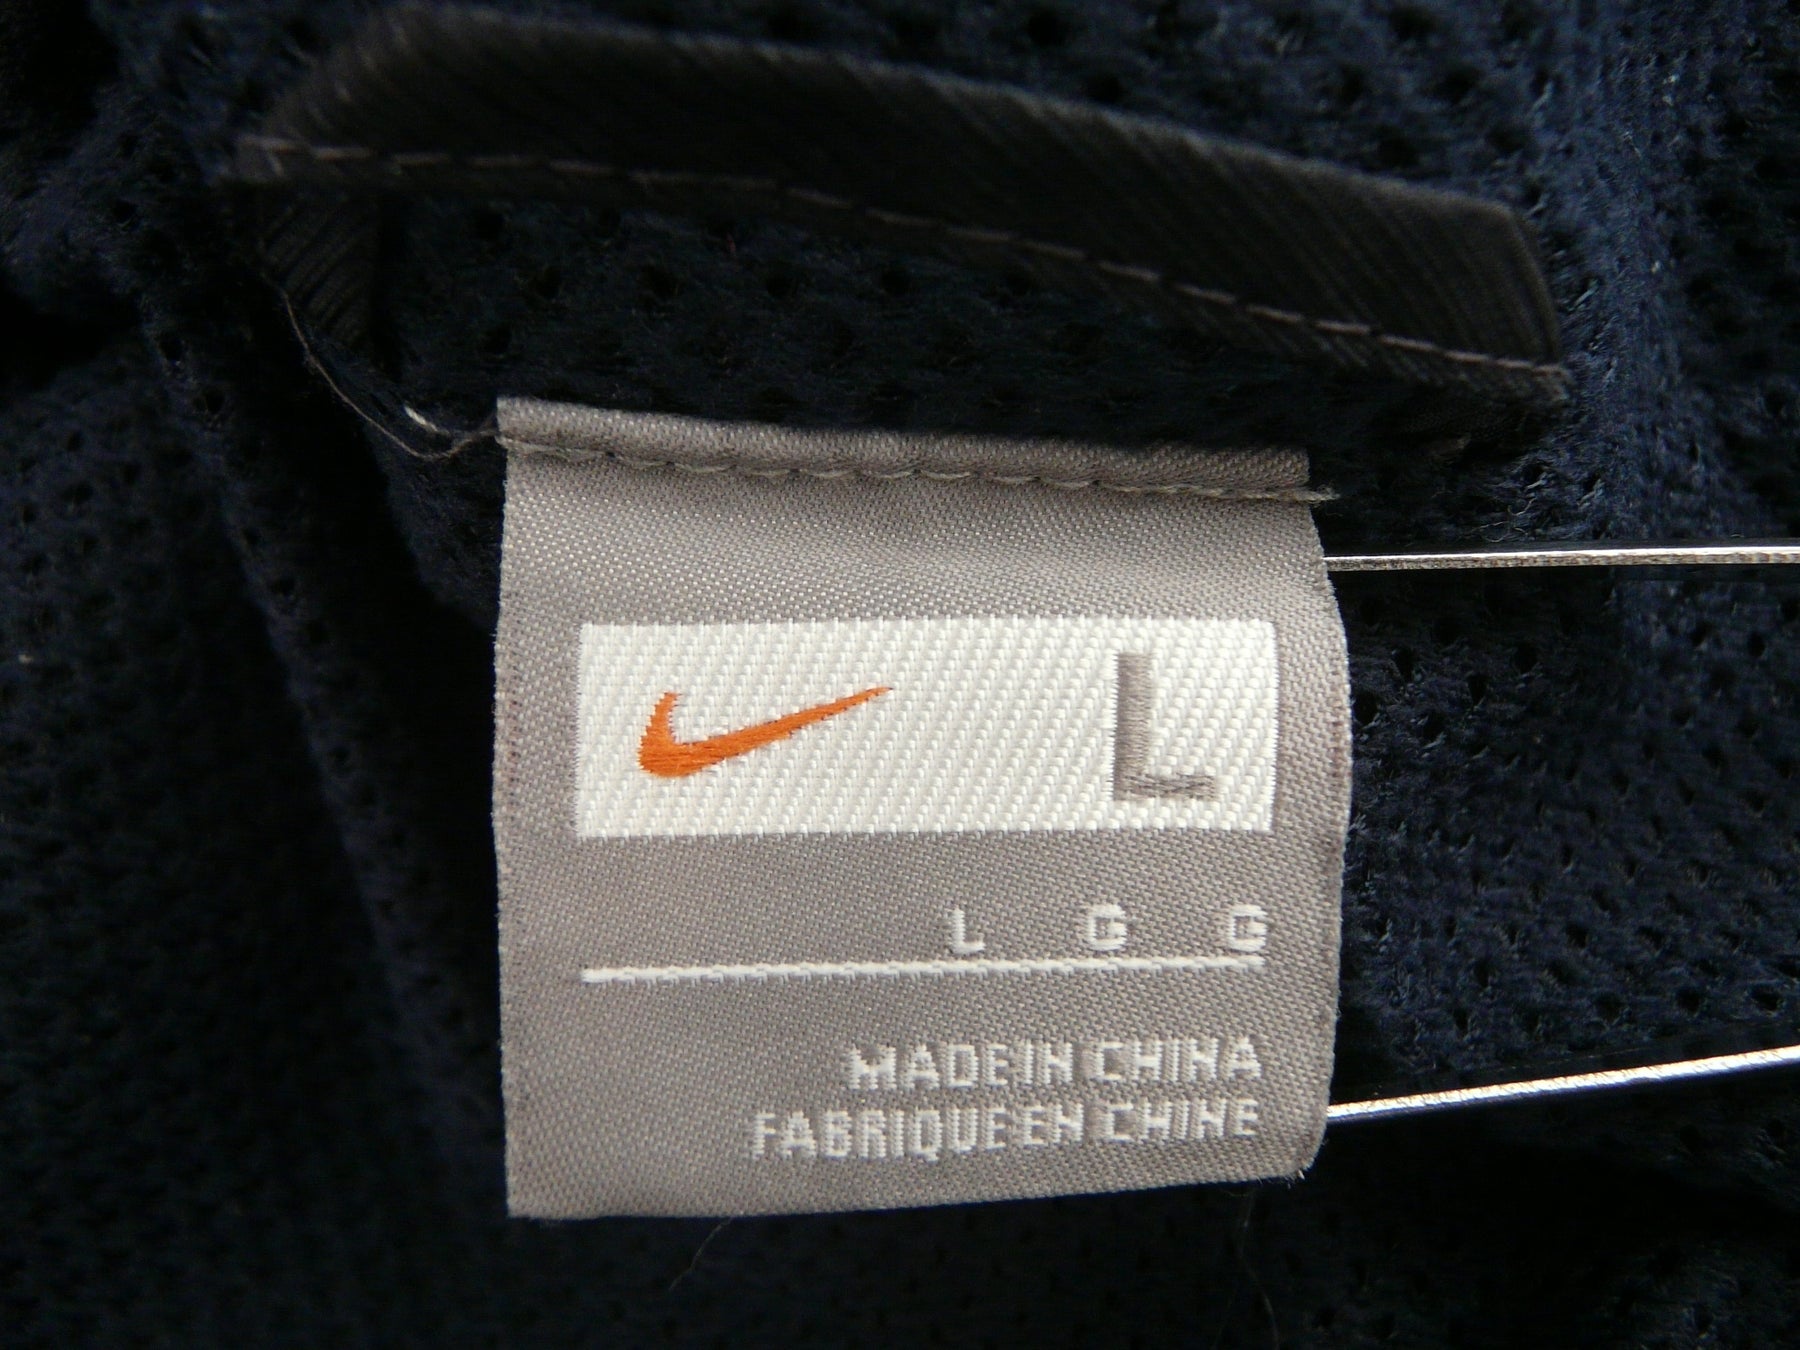 L
L G G
MADE IN CHINA
FABRIQUE EN CHINE